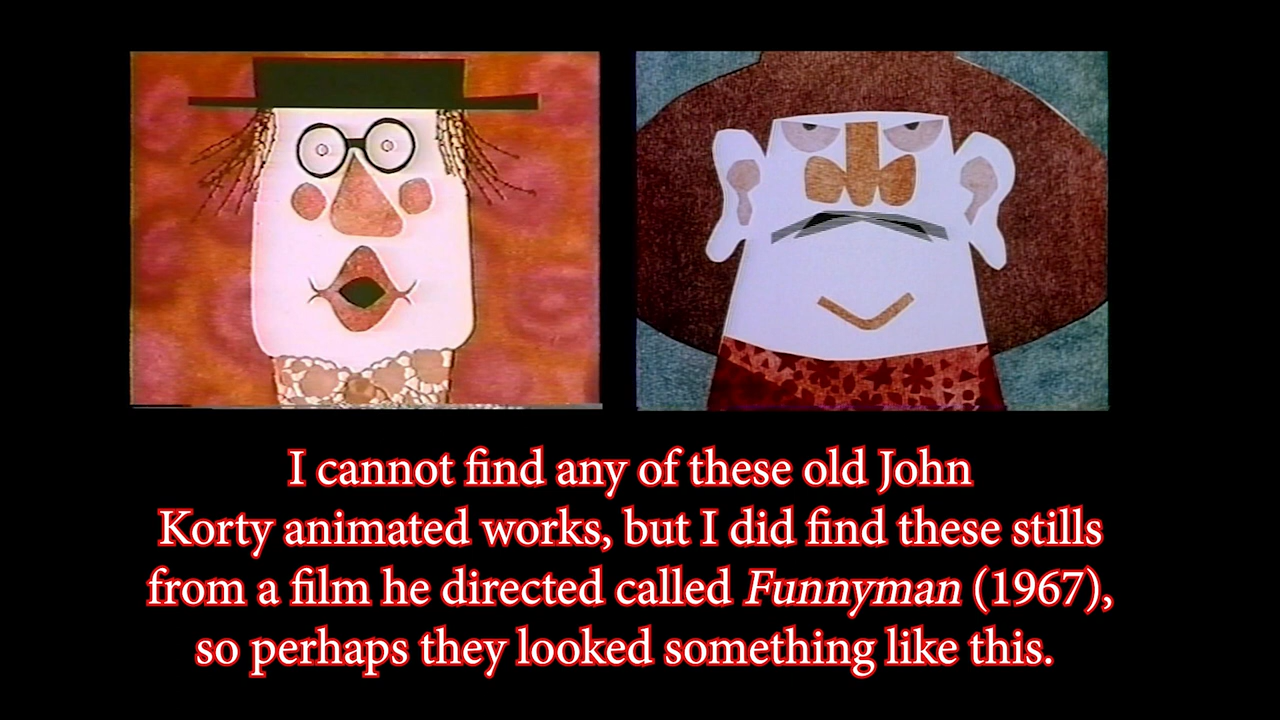 I cannot find any of these old John
Korty animated works, but I did find these stills
from a film he directed called Funnyman (1967),
so perhaps they looked something like this.